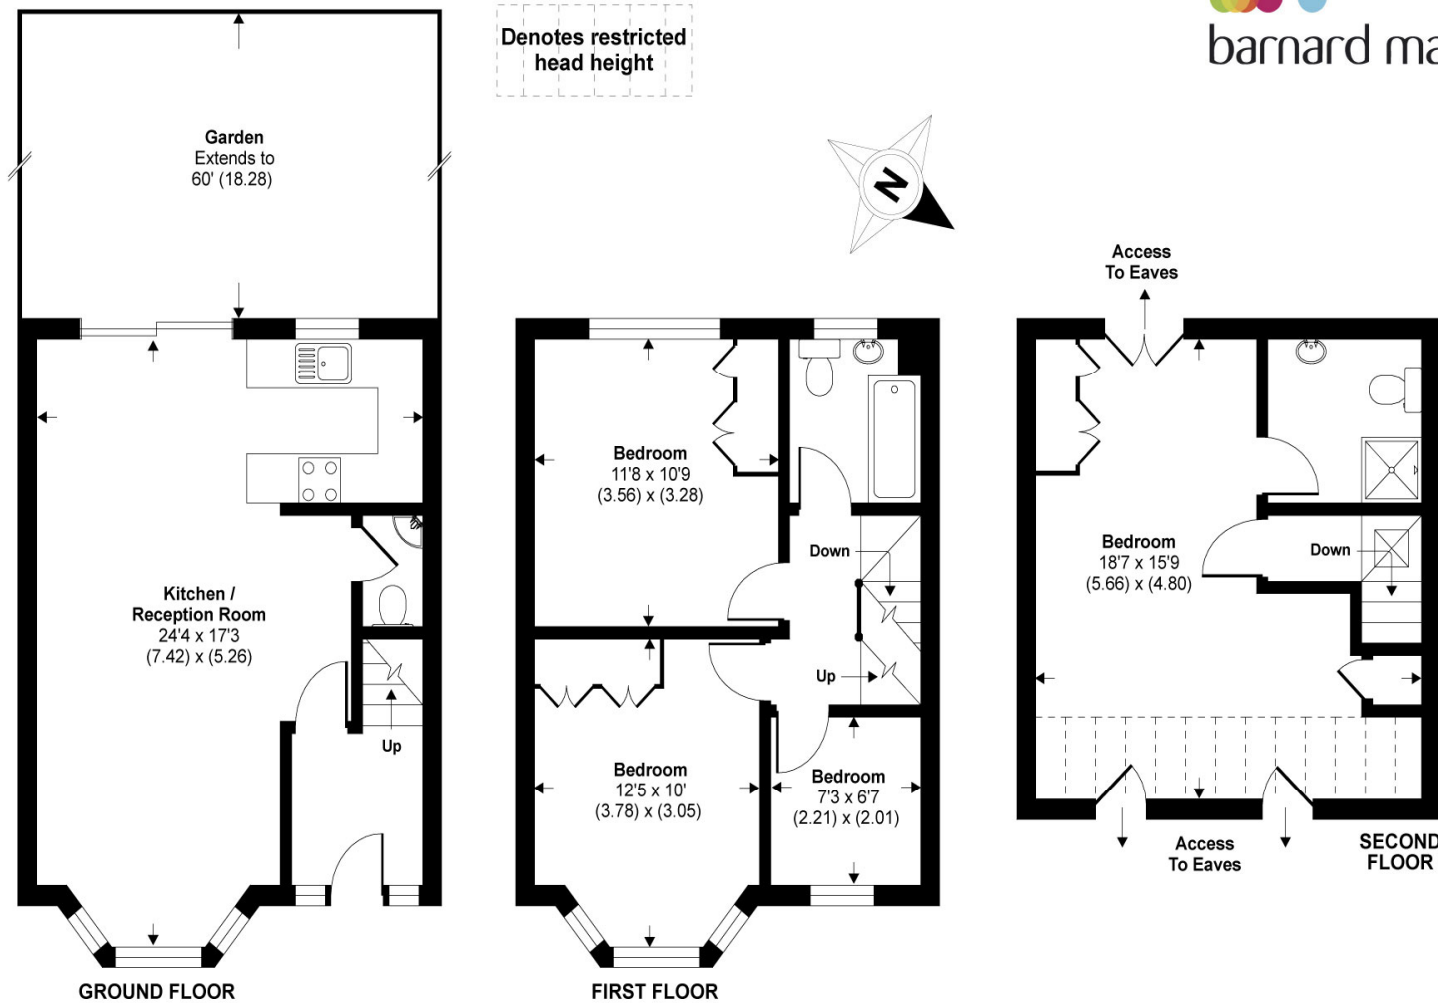 Denotes restricted
head height
barnard ma
N
Garden
Extends to
60' (18.28)
Kitchen /
Reception Room
24'4 x 17'3
(7.42) x (5.26)
Up
GROUND FLOOR
Bedroom
11'8 x 10'9
(3.56) x (3.28)
Down
Up
Bedroom
12'5 x 10'
(3.78) x (3.05)
Bedroom
7'3 x 6'7
(2.21) x (2.01)
FIRST FLOOR
Access
To Eaves
Bedroom
18'7 x 15'9
(5.66) x (4.80)
Down
Access
To Eaves
SECOND
FLOOR